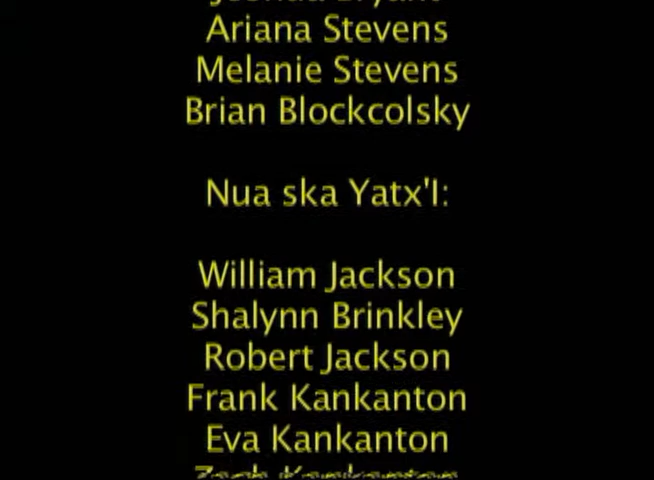 Ariana Stevens
Melanie Stevens
Brian Blockcolsky
Nua ska Yatx'I:
William Jackson
Shalynn Brinkley
Robert Jackson
Frank Kankanton
Eva Kankanton